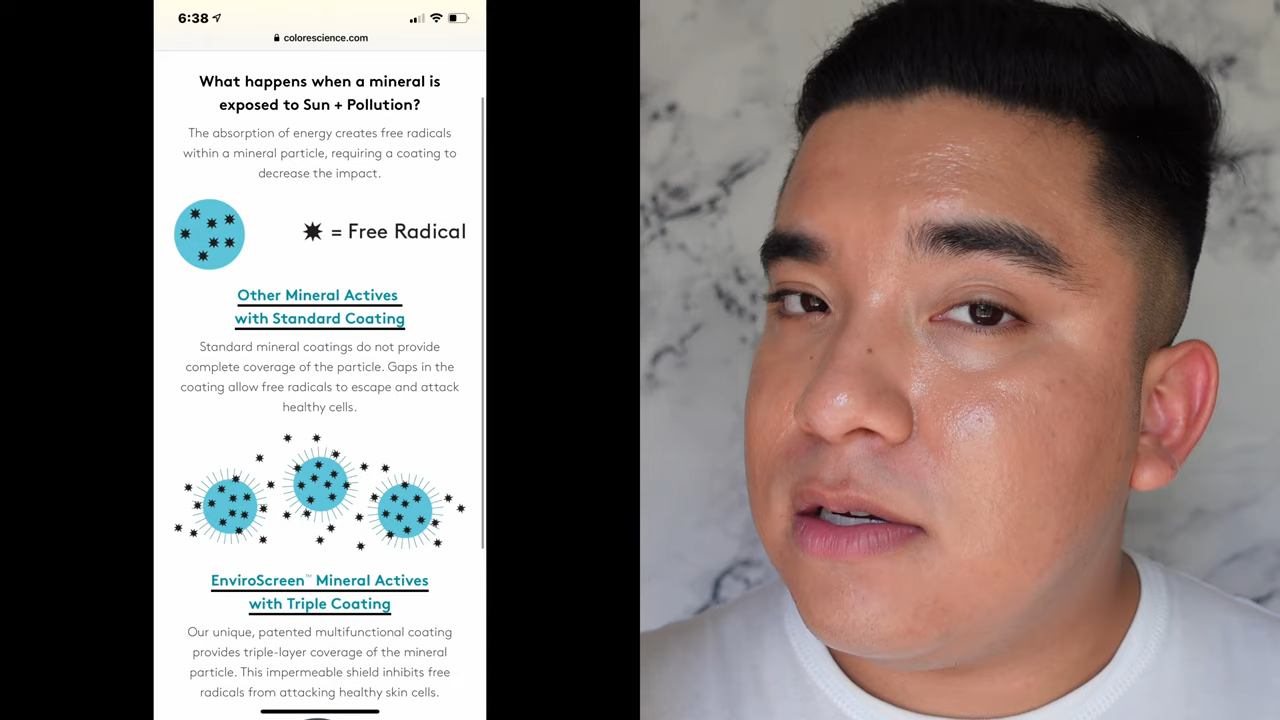 6:38
colorescience.com
What happens when a mineral is
exposed to Sun + Pollution?
The absorption of energy creates free radicals
within a mineral particle, requiring a coating to
decrease the impact.
= Free Radical
Other Mineral Actives
with Standard Coating
Standard mineral coatings do not provide
complete coverage of the particle. Gaps in the
coating allow free radicals to escape and attack
healthy cells.
EnviroScreen™ Mineral Actives
with Triple Coating
Our unique, patented multifunctional coating
provides triple-layer coverage of the mineral
particle. This impermeable shield inhibits free
radicals from attacking healthy skin cells.